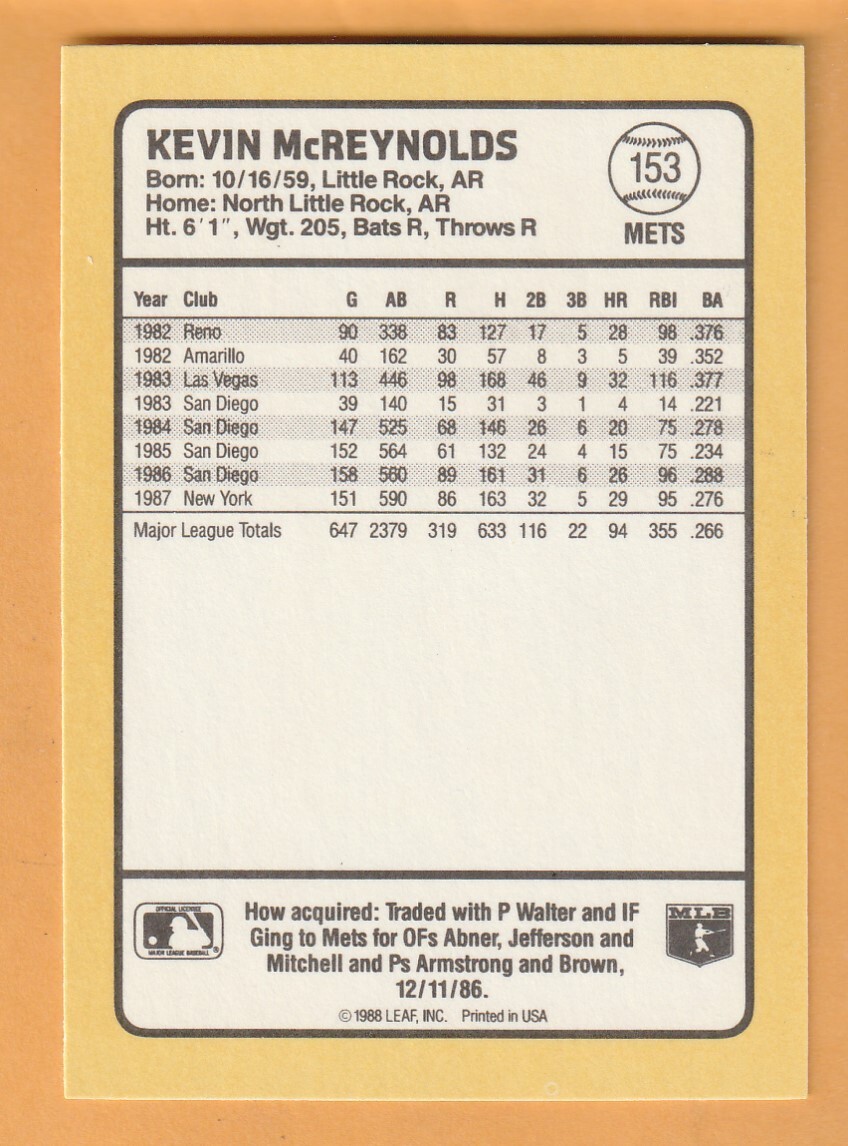 KEVIN McREYNOLDS
Born: 10/16/59, Little Rock, AR
Home: North Little Rock, AR
Ht. 6'1", Wgt. 205, Bats R, Throws R
153
METS
Year Club G AB R H 2B 3B HR RBI BA
1982 Reno 90 338 83 127 17 5 28 98 .376
1982 Amarillo 40 162 30 57 8 3 5 39 .352
1983 Las Vegas 113 446 98 168 46 9 32 116 .377
1983 San Diego 39 140 15 31 3 1 4 14 .221
1984 San Diego 147 525 68 146 26 6 20 75 .278
1985 San Diego 152 564 61 132 24 4 15 75 .234
1986 San Diego 158 560 89 161 31 6 26 96 .288
1987 New York 151 590 86 163 32 5 29 95 .276
Major League Totals 647 2379 319 633 116 22 94 355 .266
OFFICIAL LICENSEE
MAJOR LEAGUE BASEBALL ®
How acquired: Traded with P Walter and IF
Ging to Mets for OFs Abner, Jefferson and
Mitchell and Ps Armstrong and Brown,
12/11/86.
MLB
©1988 LEAF, INC. Printed in USA